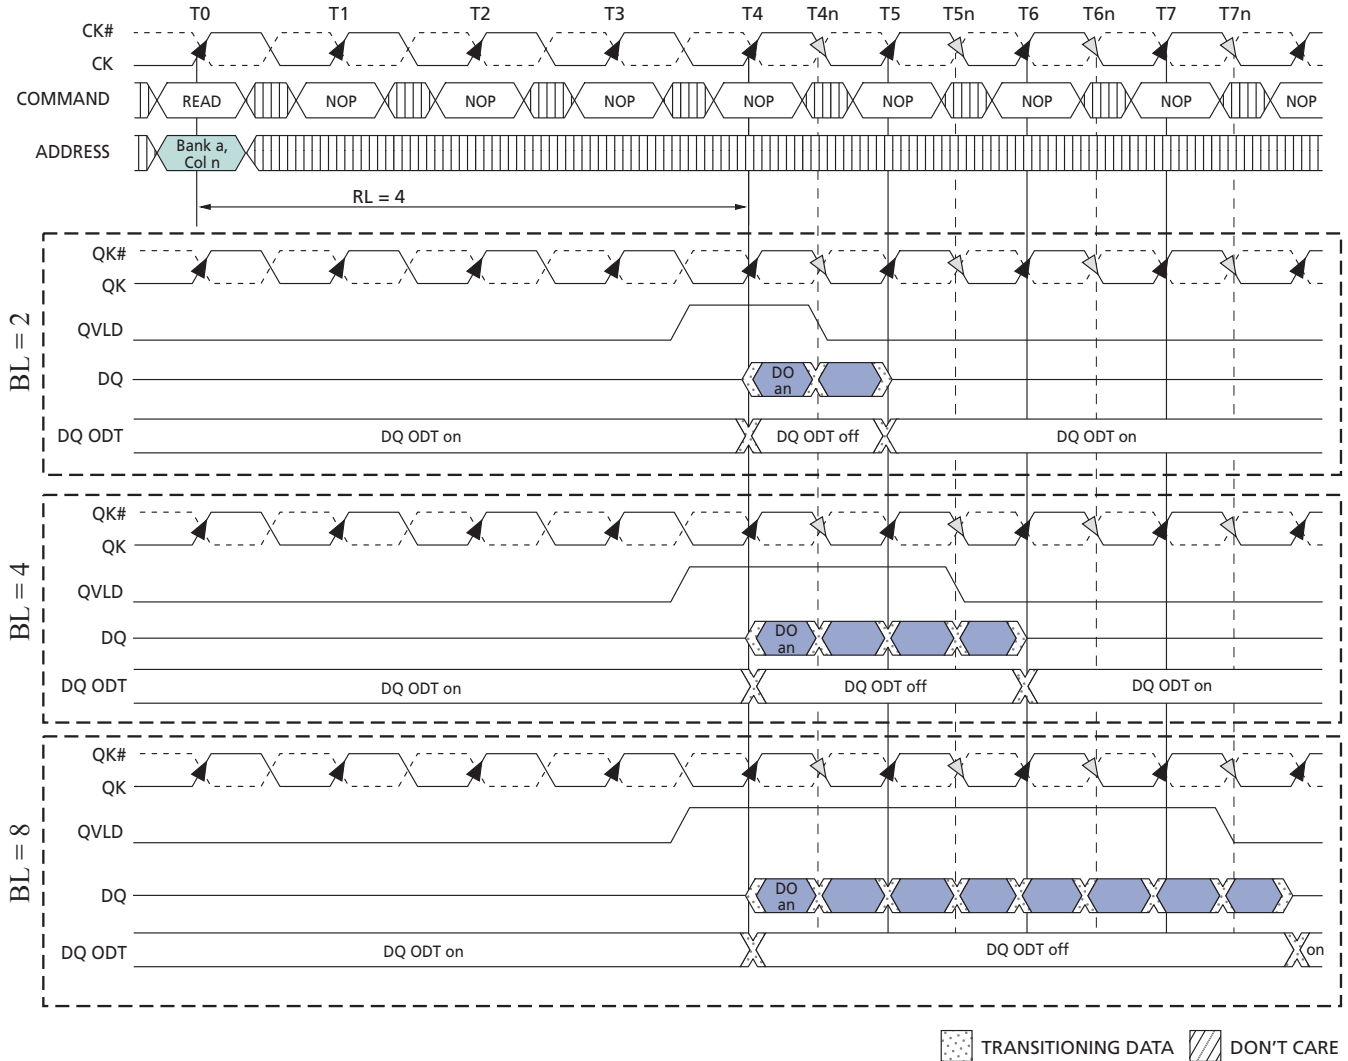 T0 T1 T2 T3 T4 T4n T5 T5n T6 T6n T7 T7n
CK#
CK
COMMAND READ NOP NOP NOP NOP NOP NOP NOP NOP
ADDRESS Bank a,
Col n
RL = 4
BL = 2
QK#
QK
QVLD
DQ DO
an
DQ ODT DQ ODT on DQ ODT off DQ ODT on
BL = 4
QK#
QK
QVLD
DQ DO
an
DQ ODT DQ ODT on DQ ODT off DQ ODT on
BL = 8
QK#
QK
QVLD
DQ DO
an
DQ ODT DQ ODT on DQ ODT off on
TRANSITIONING DATA DON'T CARE